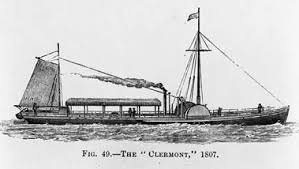 Fig. 49.—The "Clermont," 1807.